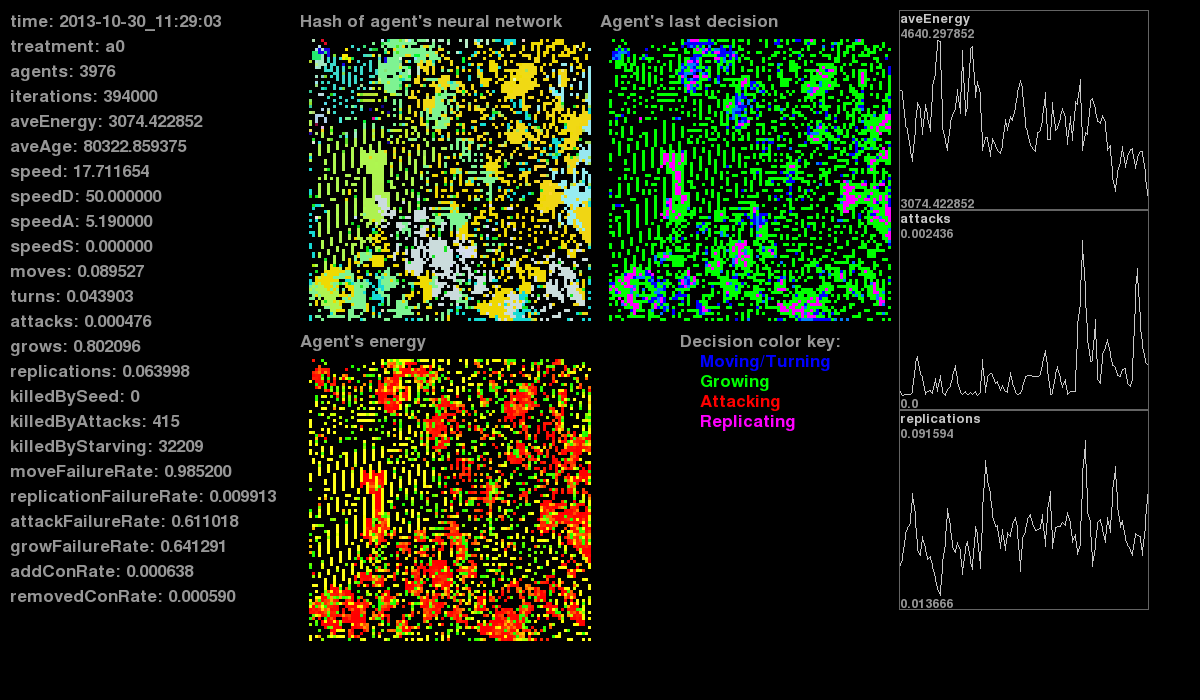 time: 2013-10-30_11:29:03
treatment: a0
agents: 3976
iterations: 394000
aveEnergy: 3074.422852
aveAge: 80322.859375
speed: 17.711654
speedD: 50.000000
speedA: 5.190000
speedS: 0.000000
moves: 0.089527
turns: 0.043903
attacks: 0.000476
grows: 0.802096
replications: 0.063998
killedBySeed: 0
killedByAttacks: 415
killedByStarving: 32209
moveFailureRate: 0.985200
replicationFailureRate: 0.009913
attackFailureRate: 0.611018
growFailureRate: 0.641291
addConRate: 0.000638
removedConRate: 0.000590
Hash of agent's neural network
Agent's last decision
Agent's energy
Decision color key:
Moving/Turning
Growing
Attacking
Replicating
aveEnergy
4640.297852
3074.422852
attacks
0.002436
0.0
replications
0.091594
0.013666